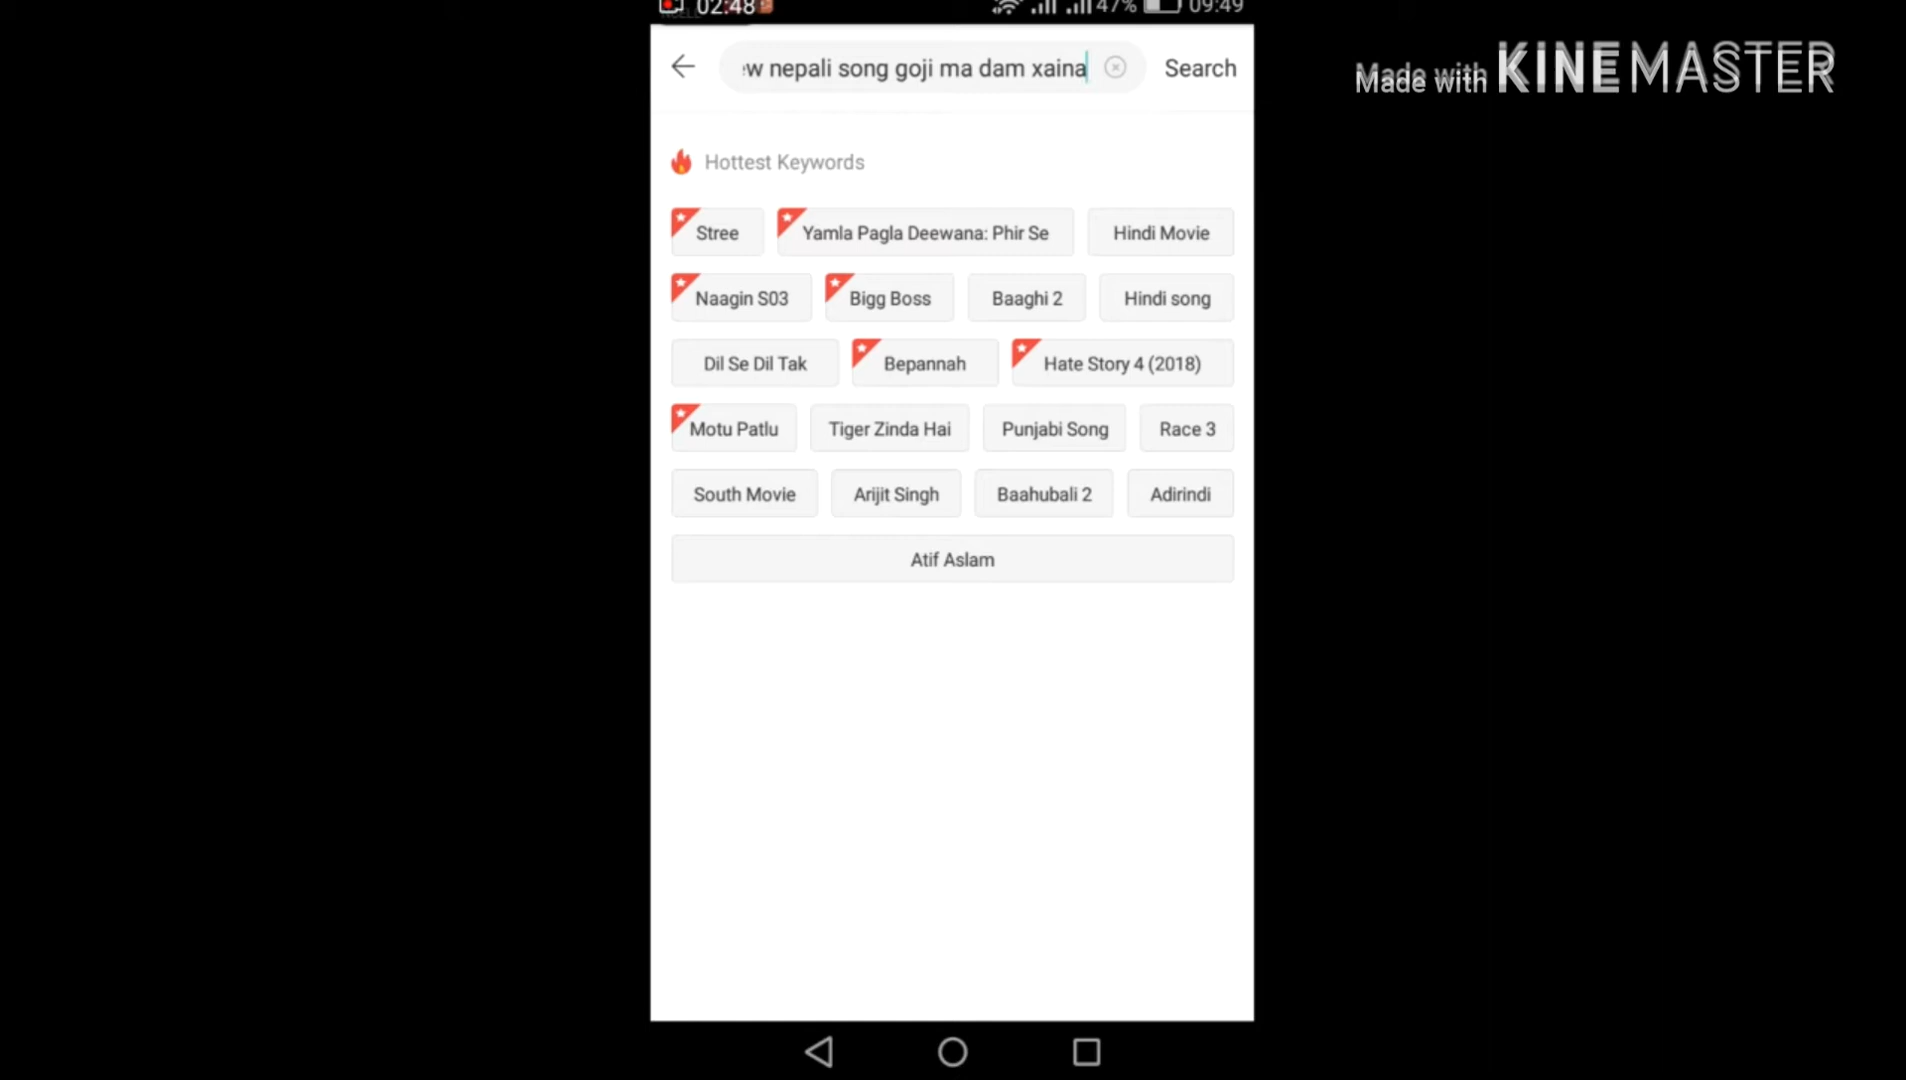 02:48 47% 09:49
ew nepali song goji ma dam xaina Search
Made with KINEMASTER
Hottest Keywords
Stree Yamla Pagla Deewana: Phir Se Hindi Movie
Naagin S03 Bigg Boss Baaghi 2 Hindi song
Dil Se Dil Tak Bepannah Hate Story 4 (2018)
Motu Patlu Tiger Zinda Hai Punjabi Song Race 3
South Movie Arijit Singh Baahubali 2 Adirindi
Atif Aslam